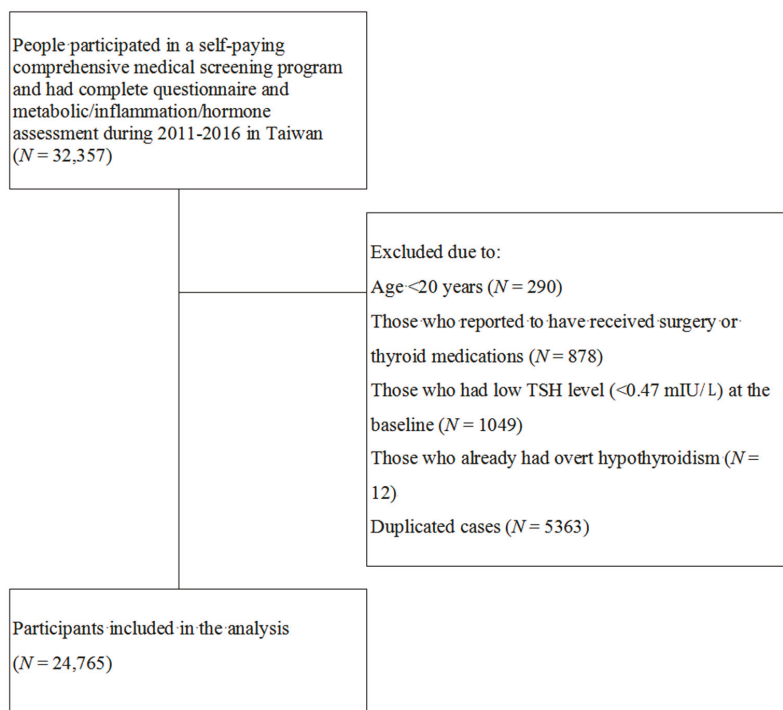 People participated in a self-paying
comprehensive medical screening program
and had complete questionnaire and
metabolic/inflammation/hormone
assessment during 2011-2016 in Taiwan
(N = 32,357)
Excluded due to:
Age <20 years (N = 290)
Those who reported to have received surgery or
thyroid medications (N = 878)
Those who had low TSH level (<0.47 mIU/L) at the
baseline (N = 1049)
Those who already had overt hypothyroidism (N =
12)
Duplicated cases (N = 5363)
Participants included in the analysis
(N = 24,765)